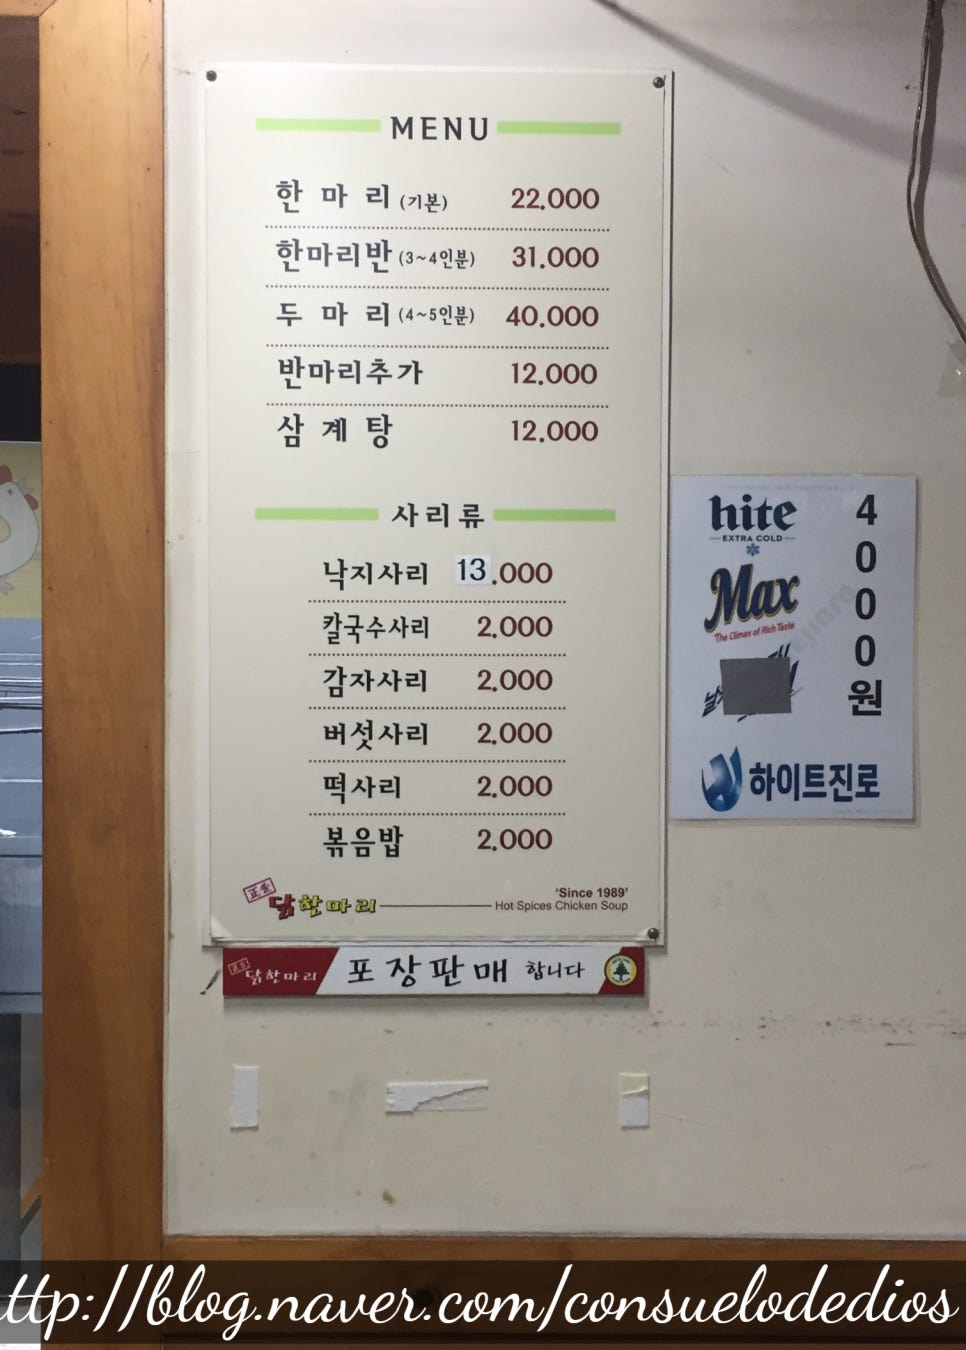 MENU
한 마 리 (기본) 22.000
한마리반 (3~4인분) 31.000
두 마 리 (4~5인분) 40.000
반마리추가 12.000
삼 계 탕 12.000
사리류
낙지사리 13.000
칼국수사리 2.000
감자사리 2.000
버섯사리 2.000
떡사리 2.000
볶음밥 2.000
닭한마리
'Since 1989'
Hot Spices Chicken Soup
닭한마리 포장판매 합니다
hite
EXTRA COLD
Max
The Climax of Rich Taste
4000원
하이트진로
ttp://blog.naver.com/consuelodedios